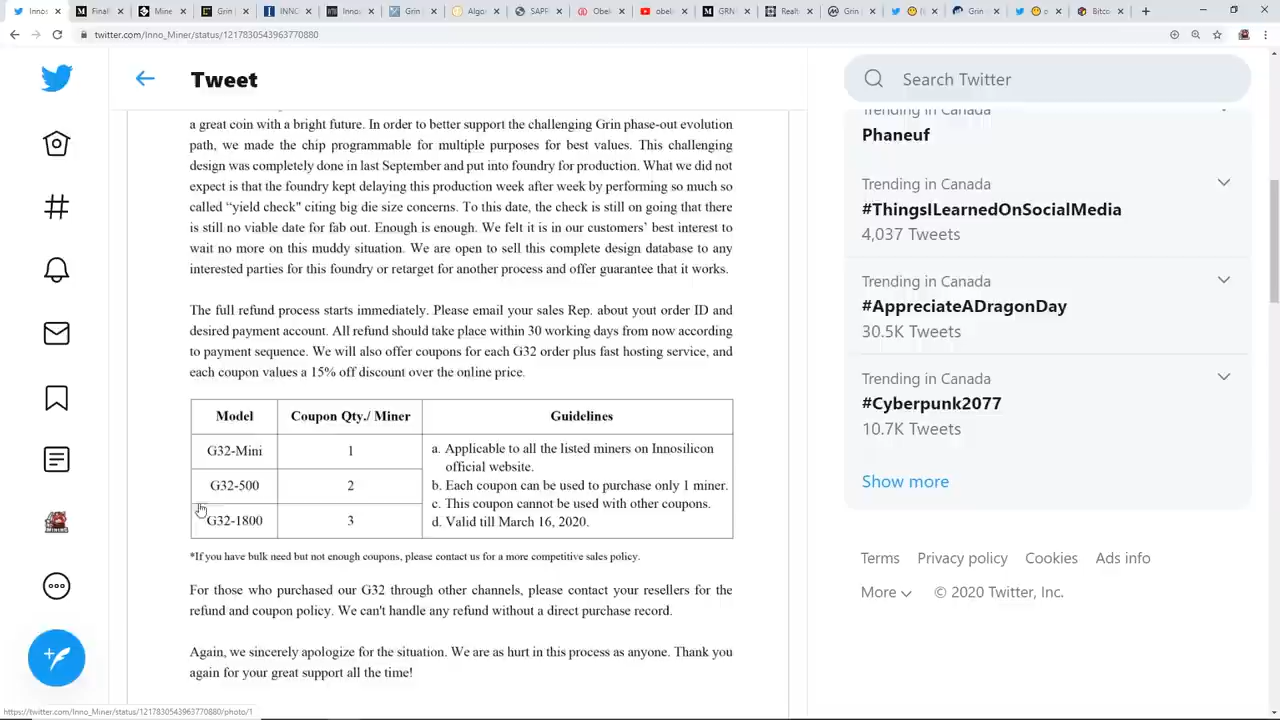 Inno
Final
Mine
Grin
INNC
Innos
Grin
Algo
SAPP
Obel
obel
GRN
Realt
Grin
(
Grin
o
Bitco
twitter.com/Inno_Miner/status/1217830543963770880
Tweet
Search Twitter
a great coin with a bright future. In order to better support the challenging Grin phase-out evolution
path, we made the chip programmable for multiple purposes for best values. This challenging
design was completely done in last September and put into foundry for production. What we did not
expect is that the foundry kept delaying this production week after week by performing so much so
called “yield check" citing big die size concerns. To this date, the check is still on going that there
is still no viable date for fab out. Enough is enough. We felt it is in our customers’ best interest to
wait no more on this muddy situation. We are open to sell this complete design database to any
interested parties for this foundry or retarget for another process and offer guarantee that it works.
The full refund process starts immediately. Please email your sales Rep. about yout order ID and
desired payment account. All refund should take place within 30 working days from now according
to payment sequence. We will also offer coupons for each G32 order plus fast hosting service, and
each coupon values a 15% off discount over the online price.
Model
Coupon Qty./ Miner
Guidelines
G32-Mini
1
G32-500
2
G32-1800
3
a. Applicable to all the listed miners on Innosilicon
official website.
b. Each coupon can be used to purchase only 1 miner.
c. This coupon cannot be used with other coupons.
d. Valid till March 16, 2020.
*If you have bulk need but not enough coupons, please contact us for a more competitive sales policy.
For those who purchased our G32 through other channels, please contact your resellers for the
refund and coupon policy. We can't handle any refund without a direct purchase record.
Again, we sincerely apologize for the situation. We are as hurt in this process as anyone. Thank you
again for your great support all the time!
Trending in Canada
Phaneuf
Trending in Canada
#ThingsILearnedOnSocialMedia
4,037 Tweets
Trending in Canada
#AppreciateADragonDay
30.5K Tweets
Trending in Canada
#Cyberpunk2077
10.7K Tweets
Show more
Terms Privacy policy Cookies Ads info
More © 2020 Twitter, Inc.
https://twitter.com/Inno_Miner/status/1217830543963770880/photo/1